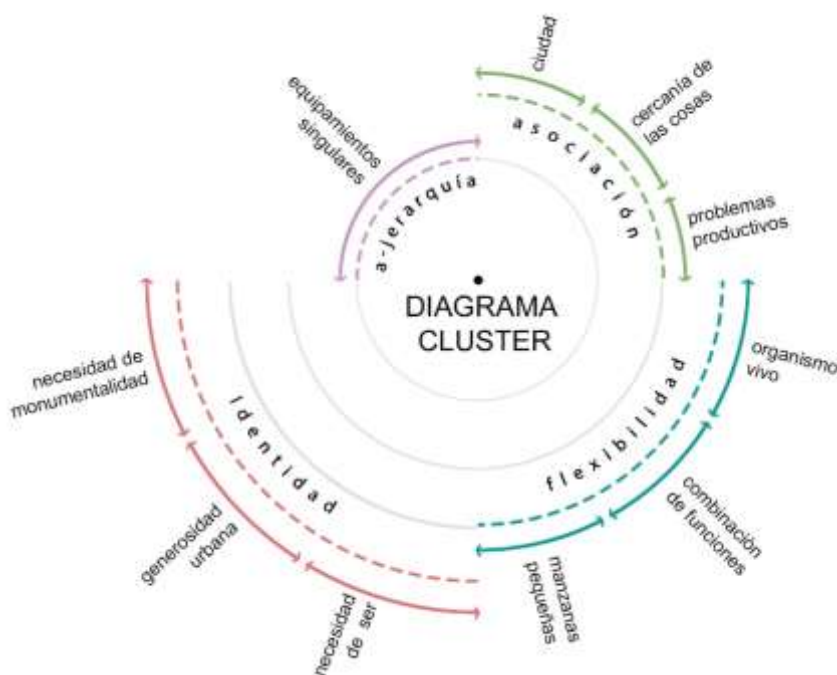 ciudad
cercanía de
las cosas
problemas
productivos
asociación
equipamientos
singulares
a-jerarquía
DIAGRAMA
CLUSTER
organismo
vivo
combinación
de funciones
manzanas
pequeñas
flexibilidad
necesidad de
monumentalidad
generosidad
urbana
necesidad
de ser
identidad